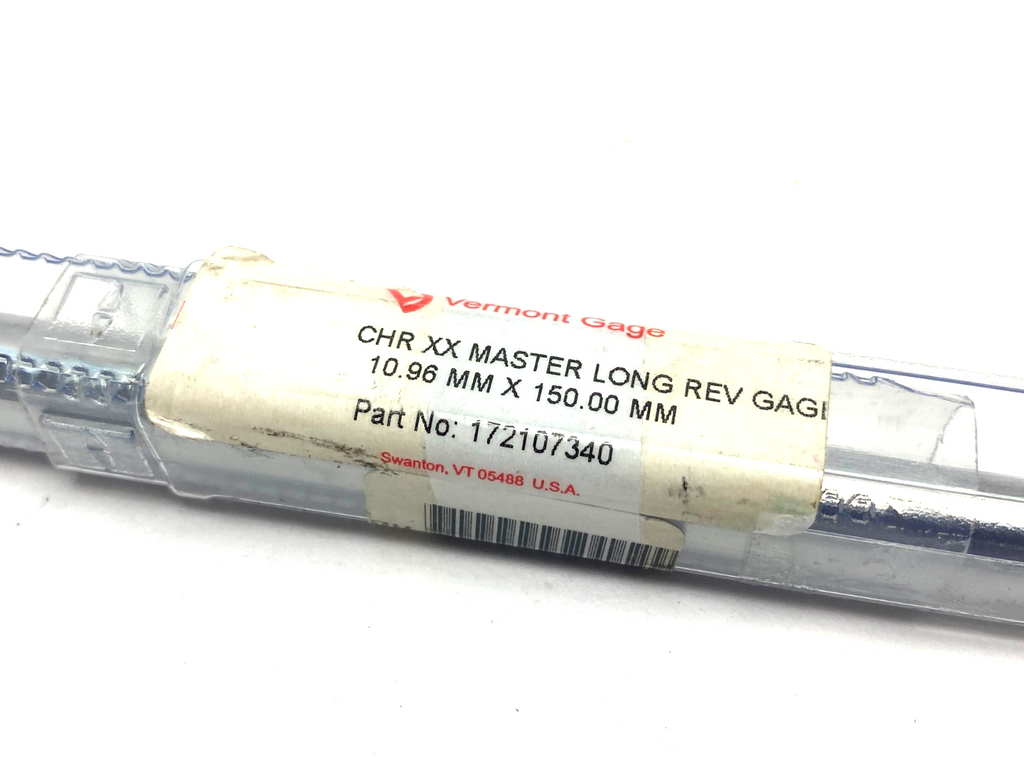 Vermont Gage
CHR XX MASTER LONG REV GAGE
10.96 MM X 150.00 MM
Part No: 172107340
Swanton, VT 05488 U.S.A.